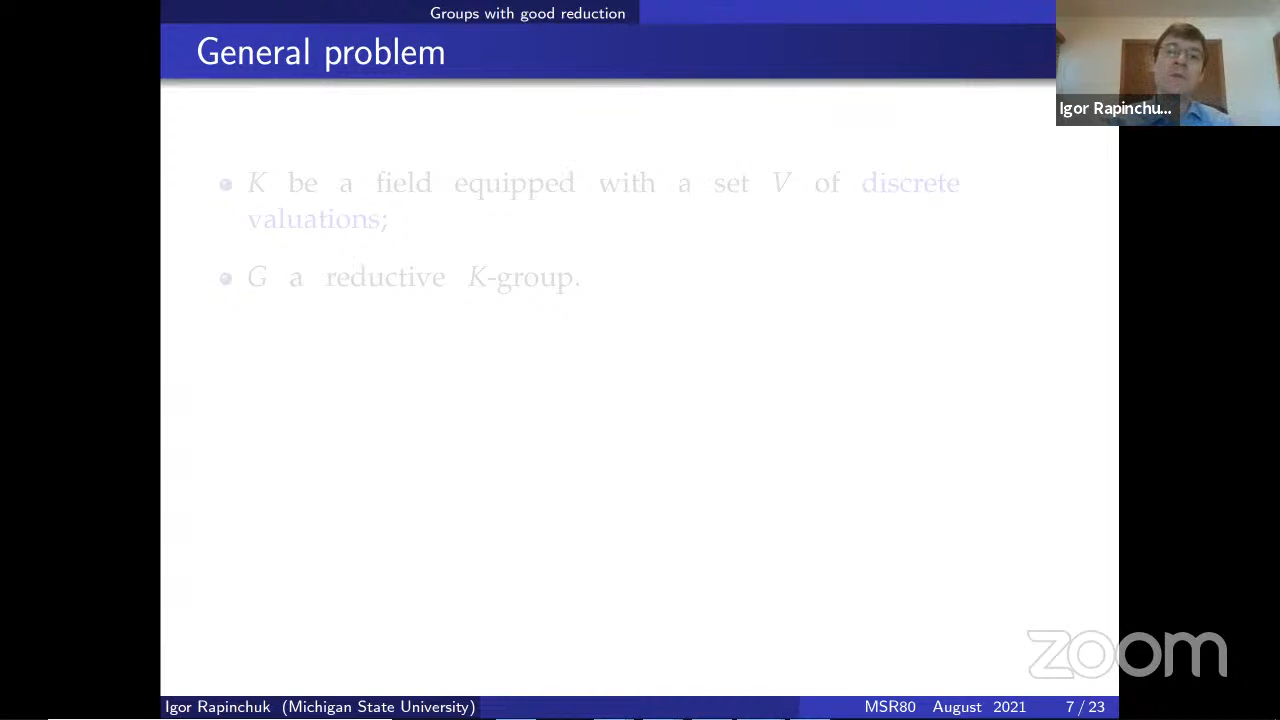 Groups with good reduction
General problem
Igor Rapinchu...
K be a field equipped with a set V of discrete
valuations;
G a reductive K-group.
zoom
Igor Rapinchuk (Michigan State University)
MSR80 August 2021 7 / 23